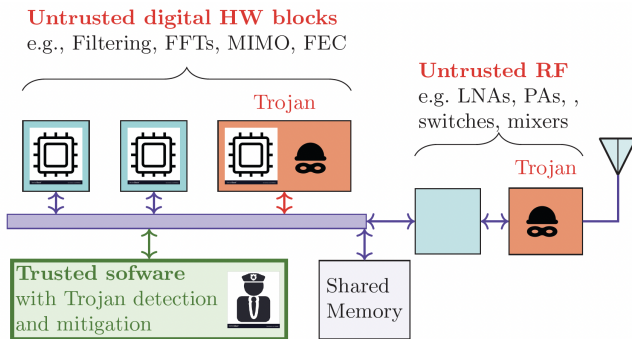 Untrusted digital HW blocks
e.g., Filtering, FFTs, MIMO, FEC
Untrusted RF
e.g. LNAs, PAs, ,
switches, mixers
Trojan
Trojan
Trusted sofware
with Trojan detection
and mitigation
Shared
Memory